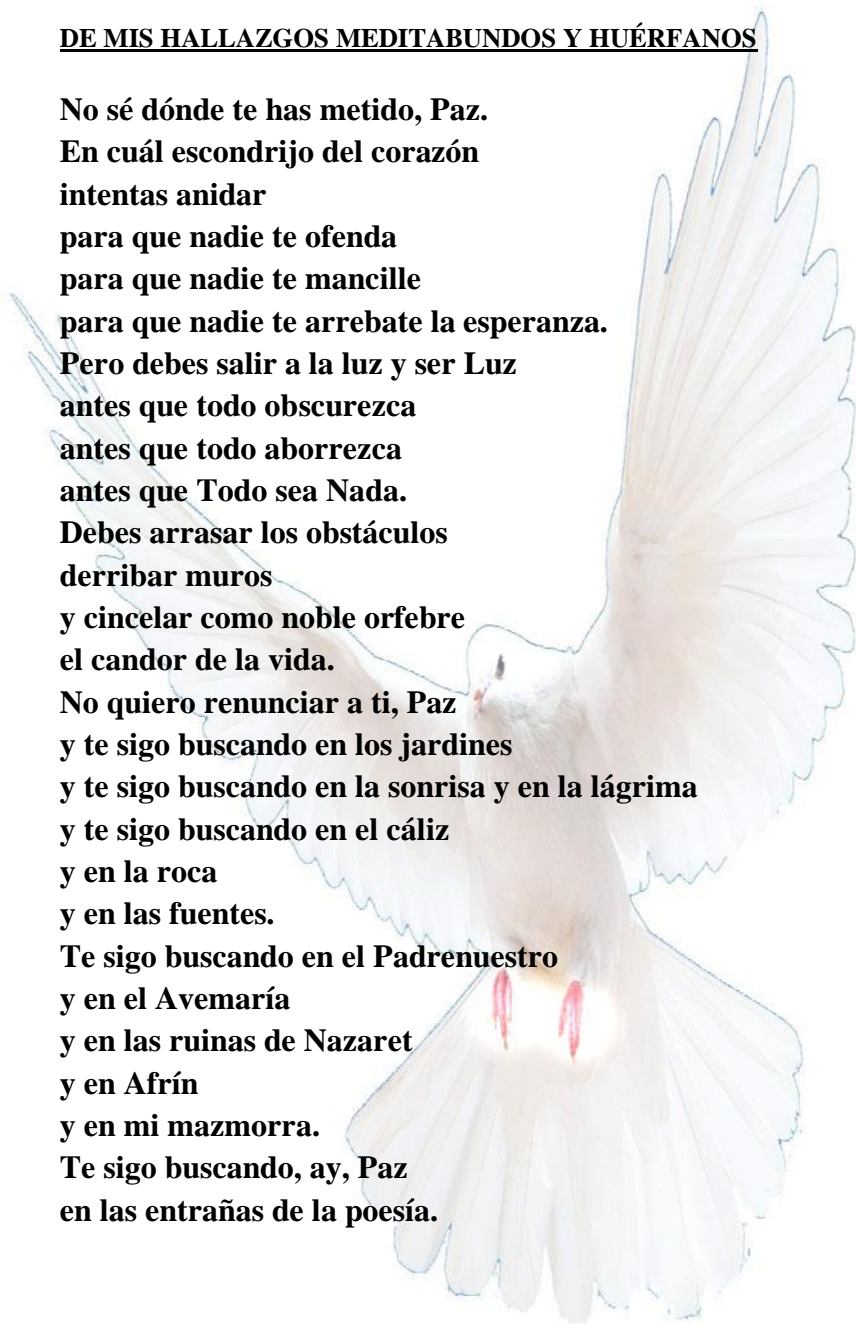 DE MIS HALLAZGOS MEDITABUNDOS Y HUÉRFANOS
No sé dónde te has metido, Paz.
En cuál escondrijo del corazón
intentas anidar
para que nadie te ofenda
para que nadie te mancille
para que nadie te arrebate la esperanza.
Pero debes salir a la luz y ser Luz
antes que todo obscurezca
antes que todo aborrezca
antes que Todo sea Nada.
Debes arrasar los obstáculos
derribar muros
y cincelar como noble orfebre
el candor de la vida.
No quiero renunciar a ti, Paz
y te sigo buscando en los jardines
y te sigo buscando en la sonrisa y en la lágrima
y te sigo buscando en el cáliz
y en la roca
y en las fuentes.
Te sigo buscando en el Padrenuestro
y en el Avemaría
y en las ruinas de Nazaret
y en Afrín
y en mi mazmorra.
Te sigo buscando, ay, Paz
en las entrañas de la poesía.